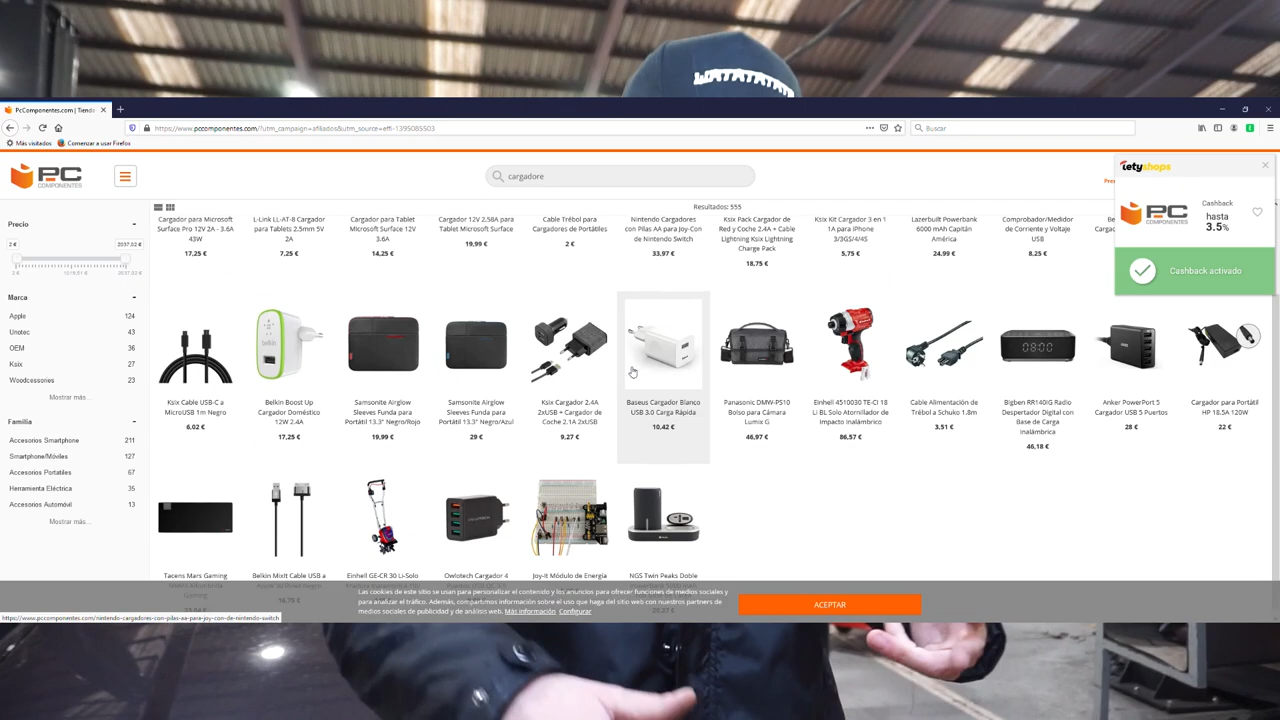 PcComponentes.com | Tienda
https://www.pccomponentes.com/?utm_campaign=afiliados&utm_source=effi-1395085503
Buscar
Más visitados
Comenzar a usar Firefox
PC
COMPONENTES
cargadore
letyshops
Resultados: 555
Cashback
hasta
3.5%
Cashback activado
Precio
2 €
2037,02 €
2 €
Marca
Apple 124
Unotec 43
OEM 36
Ksix 27
Woodcessories 23
Mostrar más...
Familia
Accesorios Smartphone 211
Smartphone/Móviles 127
Accesorios Portatiles 67
Herramienta Eléctrica 35
Accesorios Automóvil 13
Mostrar más...
Cargador para Microsoft
Surface Pro 12V 2A - 3.6A
43W
17,25 €
L-Link LL-AT-8 Cargador
para Tablets 2.5mm 5V
2A
7,25 €
Cargador para Tablet
Microsoft Surface 12V
3.6A
14,25 €
Cargador 12V 2.58A para
Tablet Microsoft Surface
19,99 €
Cable Trébol para
Cargadores de Portátiles
2 €
Nintendo Cargadores
con Pilas AA para Joy-Con
de Nintendo Switch
33,97 €
Ksix Pack Cargador de
Red y Coche 2.4A + Cable
Lightning Ksix Lightning
Charge Pack
18,75 €
Ksix Kit Cargador 3 en 1
1A para iPhone
3/3GS/4/4S
5,75 €
Lazerbuilt Powerbank
6000 mAh Capitán
América
24,99 €
Comprobador/Medidor
de Corriente y Voltaje
USB
8,25 €
Ksix Cable USB-C a
MicroUSB 1m Negro
6,02 €
Belkin Boost Up
Cargador Doméstico
12W 2.4A
17,25 €
Samsonite Airglow
Sleeves Funda para
Portátil 13.3" Negro/Rojo
19,99 €
Samsonite Airglow
Sleeves Funda para
Portátil 13.3" Negro/Azul
29 €
Ksix Cargador 2.4A
2xUSB + Cargador de
Coche 2.1A 2xUSB
9,27 €
Baseus Cargador Blanco
USB 3.0 Carga Rápida
10,42 €
Panasonic DMW-PS10
Bolso para Cámara
Lumix G
46,97 €
Einhell 4510030 TE-CI 18
Li BL Solo Atornillador de
Impacto Inalámbrico
86,57 €
Cable Alimentación de
Trébol a Schuko 1.8m
3,51 €
Bigben RR140IG Radio
Despertador Digital con
Base de Carga
Inalámbrica
46,18 €
Anker PowerPort 5
Cargador USB 5 Puertos
28 €
Cargador para Portátil
HP 18.5A 120W
22 €
Tacens Mars Gaming
Belkin MixIt Cable USB a
Einhell GE-CR 30 Li-Solo
Owlotech Cargador 4
Joy-It Módulo de Energía
NGS Twin Peaks Doble
Las cookies de este sitio se usan para personalizar el contenido y los anuncios para ofrecer funciones de medios sociales y
para analizar el tráfico. Además, compartimos información sobre el uso que haga del sitio web con nuestros partners de
medios sociales de publicidad y de análisis web. Más información Configurar
ACEPTAR
https://www.pccomponentes.com/nintendo-cargadores-con-pilas-aa-para-joy-con-de-nintendo-switch